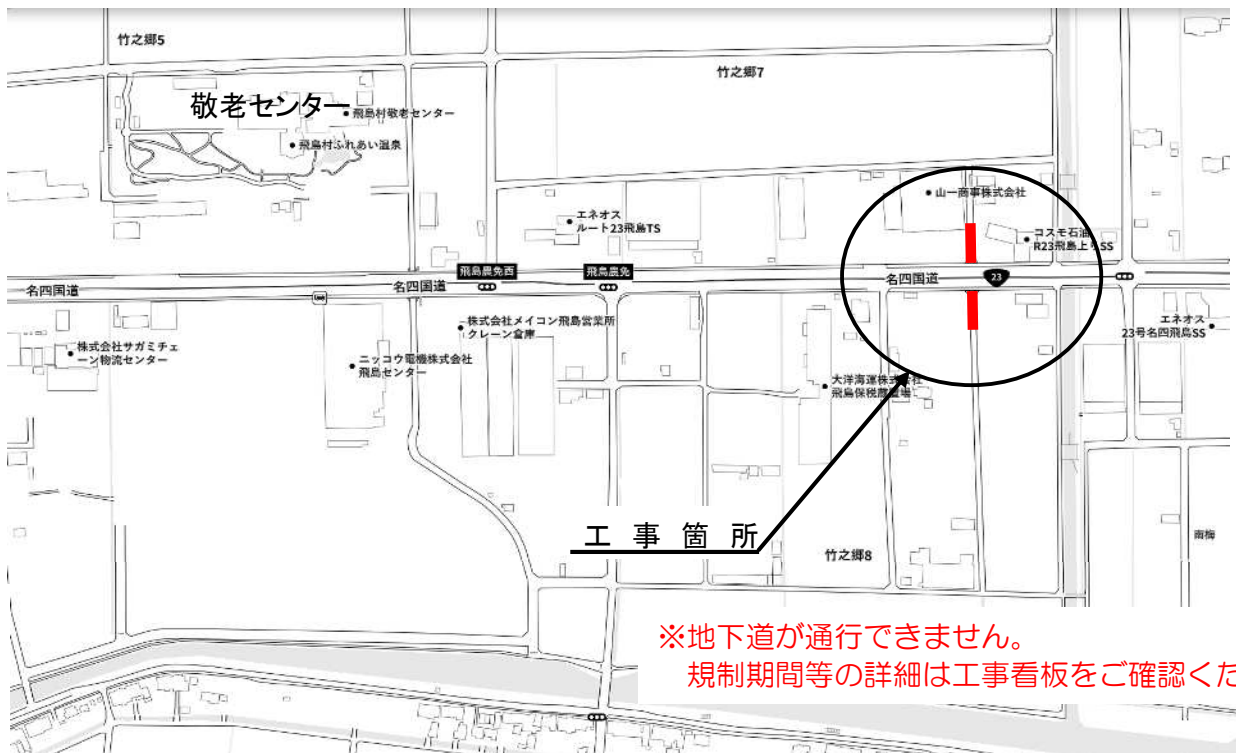 竹之郷5
竹之郷7
敬老センター
飛島村敬老センター
飛島村ふれあい温泉
山一商事株式会社
エネオス
ルート23飛島TS
コスモ石油
R23飛島上りSS
飛島農免西
飛島農免
名四国道
名四国道
名四国道
23
株式会社サガミチェ
ーン物流センター
株式会社メイコン飛島営業所
クレーン倉庫
エネオス
23号名四飛島SS
ニッコウ電機株式会社
飛島センター
大洋海運株式会社
飛島保税蔵置場
工事箇所
竹之郷8
南梅
※地下道が通行できません。
規制期間等の詳細は工事看板をご確認くだ